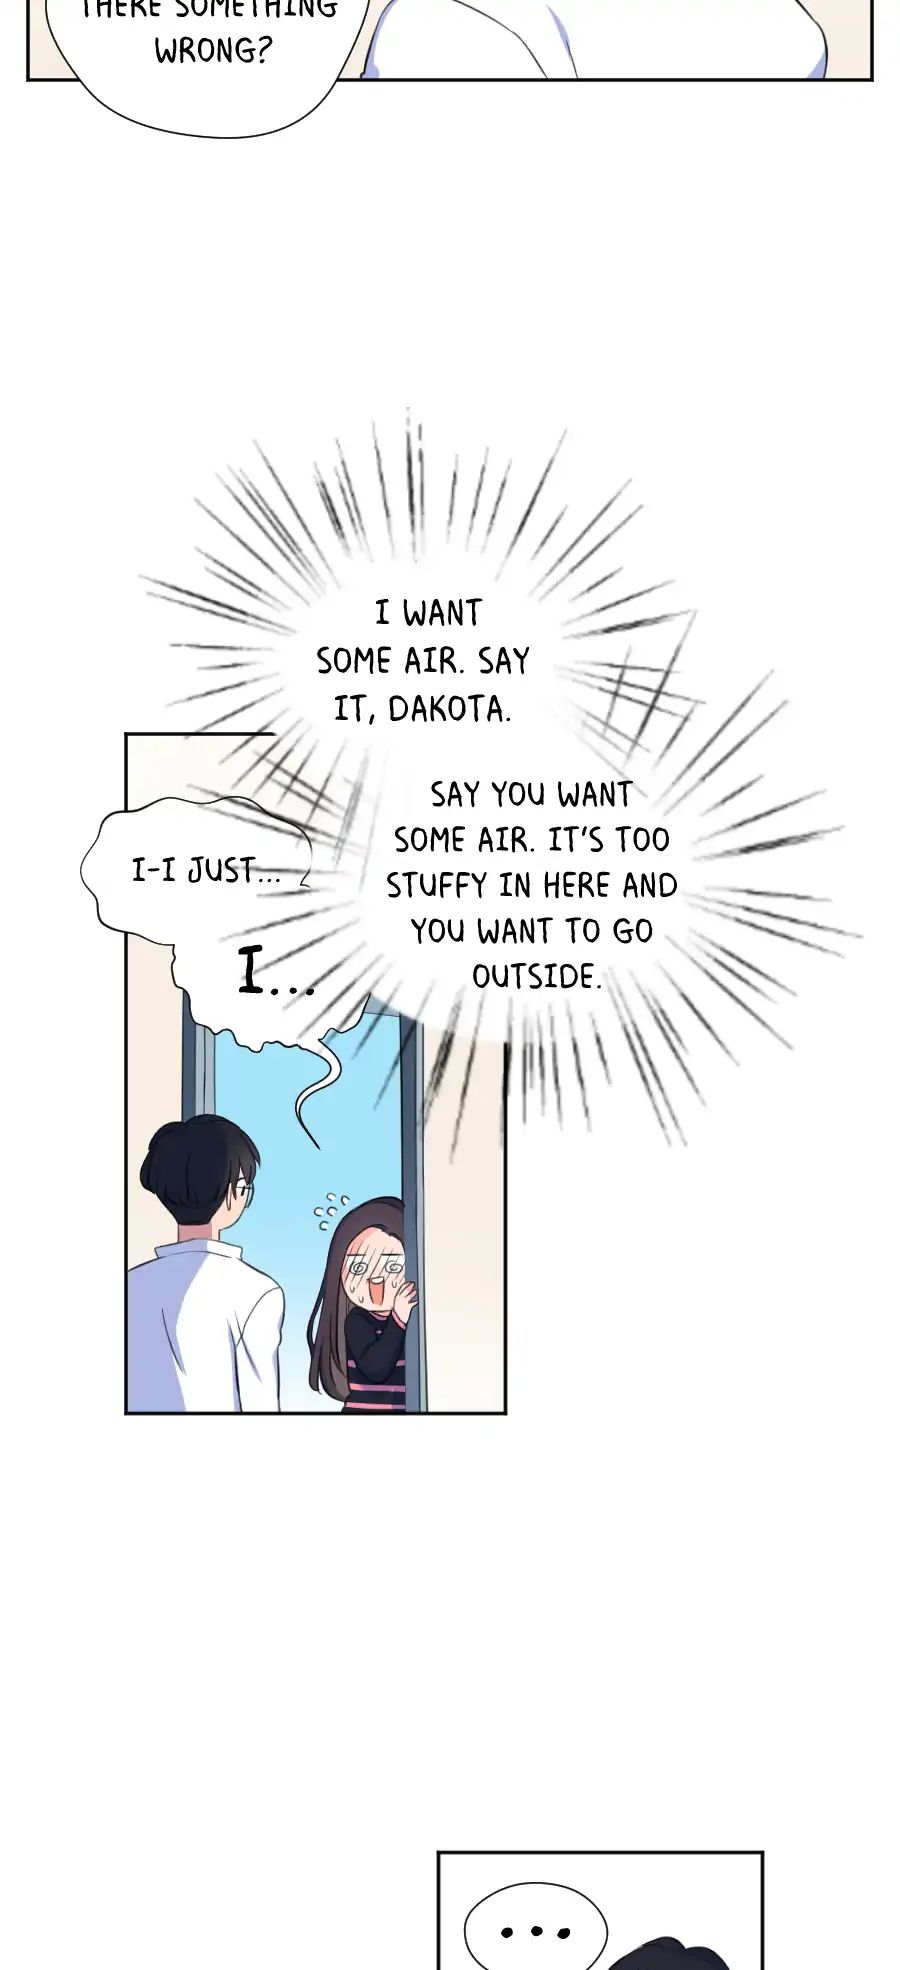 THERE SOMETHING
WRONG?
I WANT
SOME AIR. SAY
IT, DAKOTA.
SAY YOU WANT
SOME AIR. IT'S TOO
STUFFY IN HERE AND
YOU WANT TO GO
OUTSIDE.
I-I JUST...
I...
...